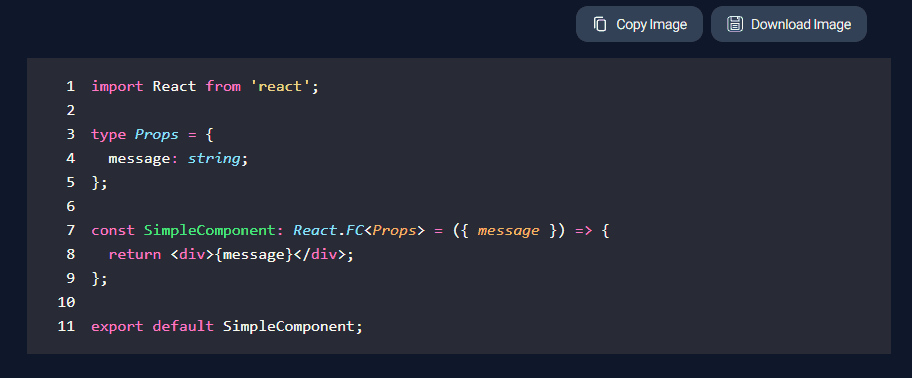 Copy Image Download Image
1 import React from 'react';
2
3 type Props = {
4   message: string;
5 };
6
7 const SimpleComponent: React.FC<Props> = ({ message }) => {
8   return <div>{message}</div>;
9 };
10
11 export default SimpleComponent;